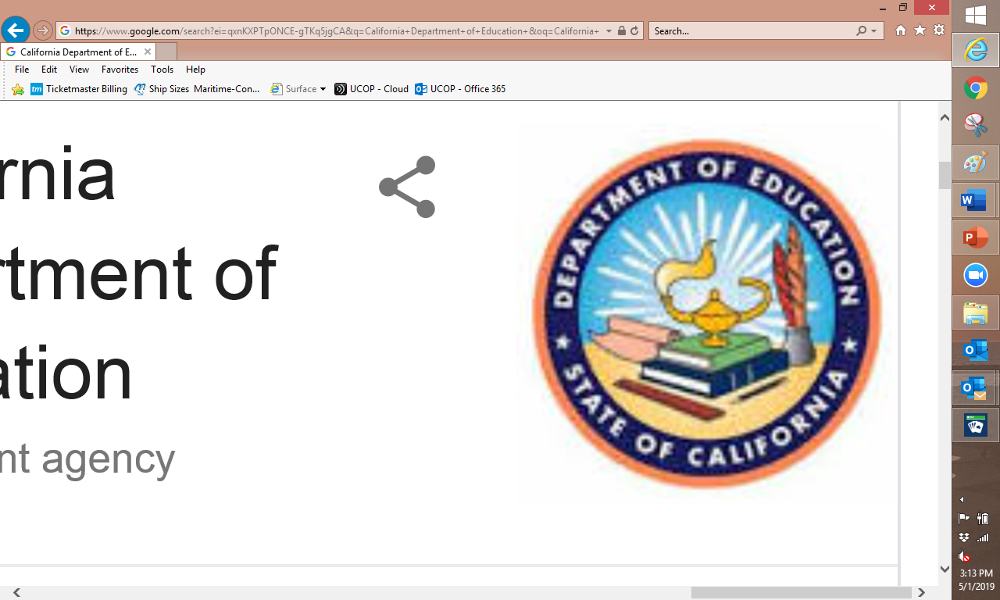 https://www.google.com/search?ei=qxnKXPTpONCE-gTKq5jgCA&q=California+Department+of+Education+&oq=California+
Search...
California Department of E...
File Edit View Favorites Tools Help
tm Ticketmaster Billing Ship Sizes Maritime-Con... Surface UCOP - Cloud UCOP - Office 365
rnia
rtment of
ation
nt agency
DEPARTMENT OF EDUCATION
STATE OF CALIFORNIA
3:13 PM
5/1/2019